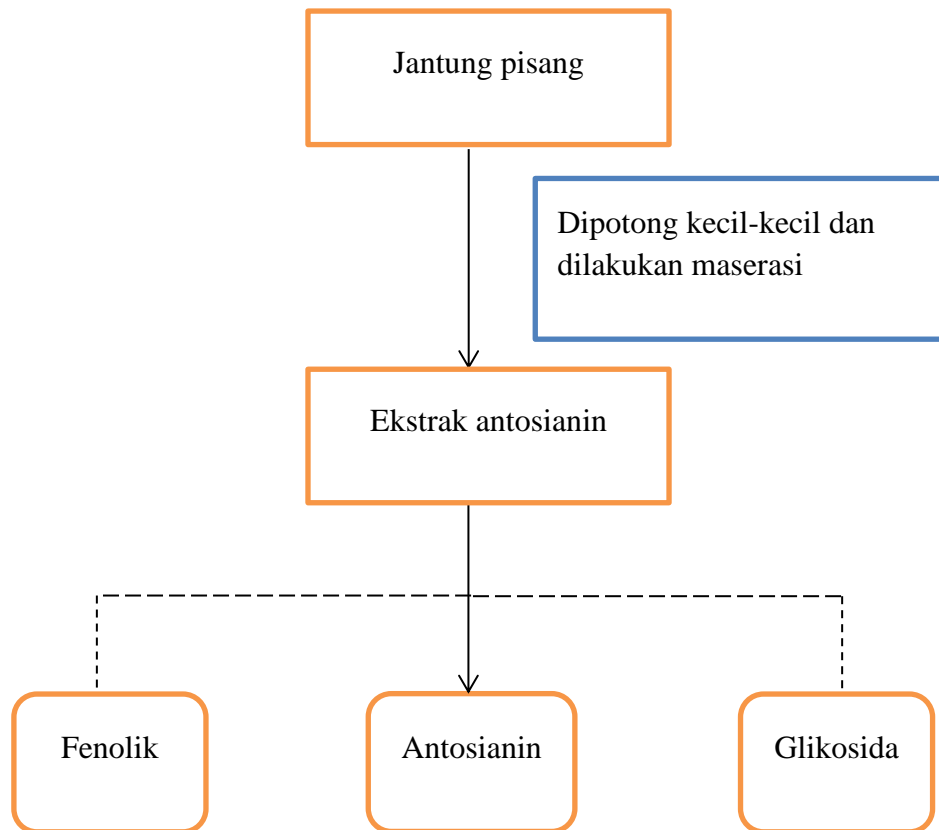 Jantung pisang
Dipotong kecil-kecil dan
dilakukan maserasi
Ekstrak antosianin
Fenolik
Antosianin
Glikosida